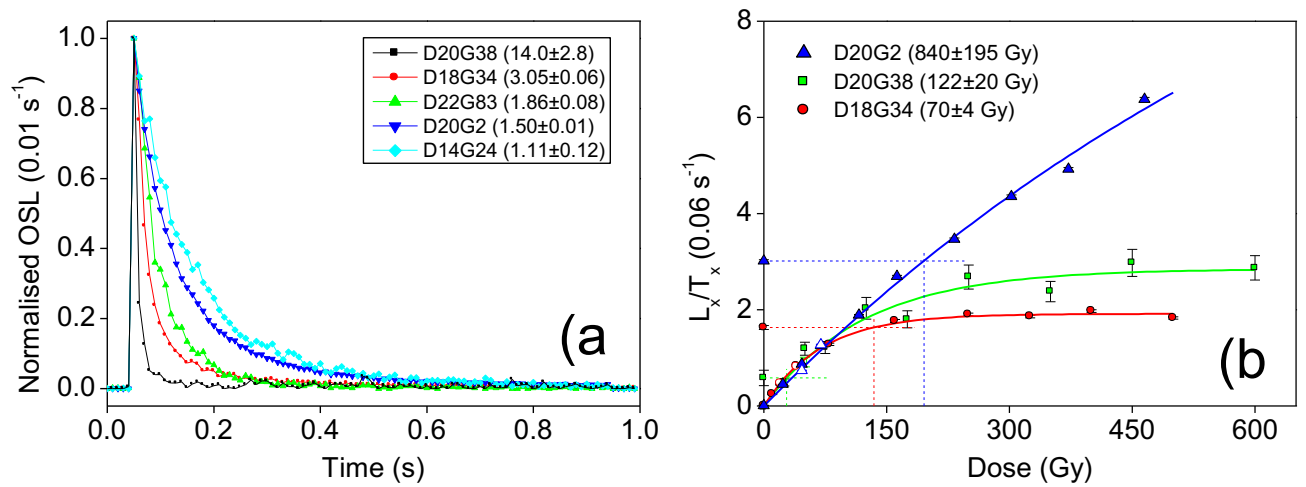 D20G38 (14.0±2.8)
D18G34 (3.05±0.06)
D22G83 (1.86±0.08)
D20G2 (1.50±0.01)
D14G24 (1.11±0.12)
Normalised OSL (0.01 s⁻¹)
1.0
0.8
0.6
0.4
0.2
0.0
0.0 0.2 0.4 0.6 0.8 1.0
Time (s)
(a
D20G2 (840±195 Gy)
D20G38 (122±20 Gy)
D18G34 (70±4 Gy)
Lₓ/Tₓ (0.06 s⁻¹)
8
6
4
2
0
0 150 300 450 600
Dose (Gy)
(b